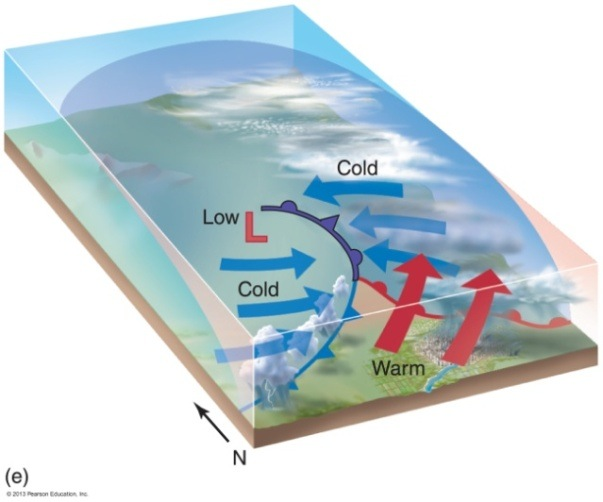 Cold
Low L
Cold
Warm
N
(e)
© 2013 Pearson Education, Inc.